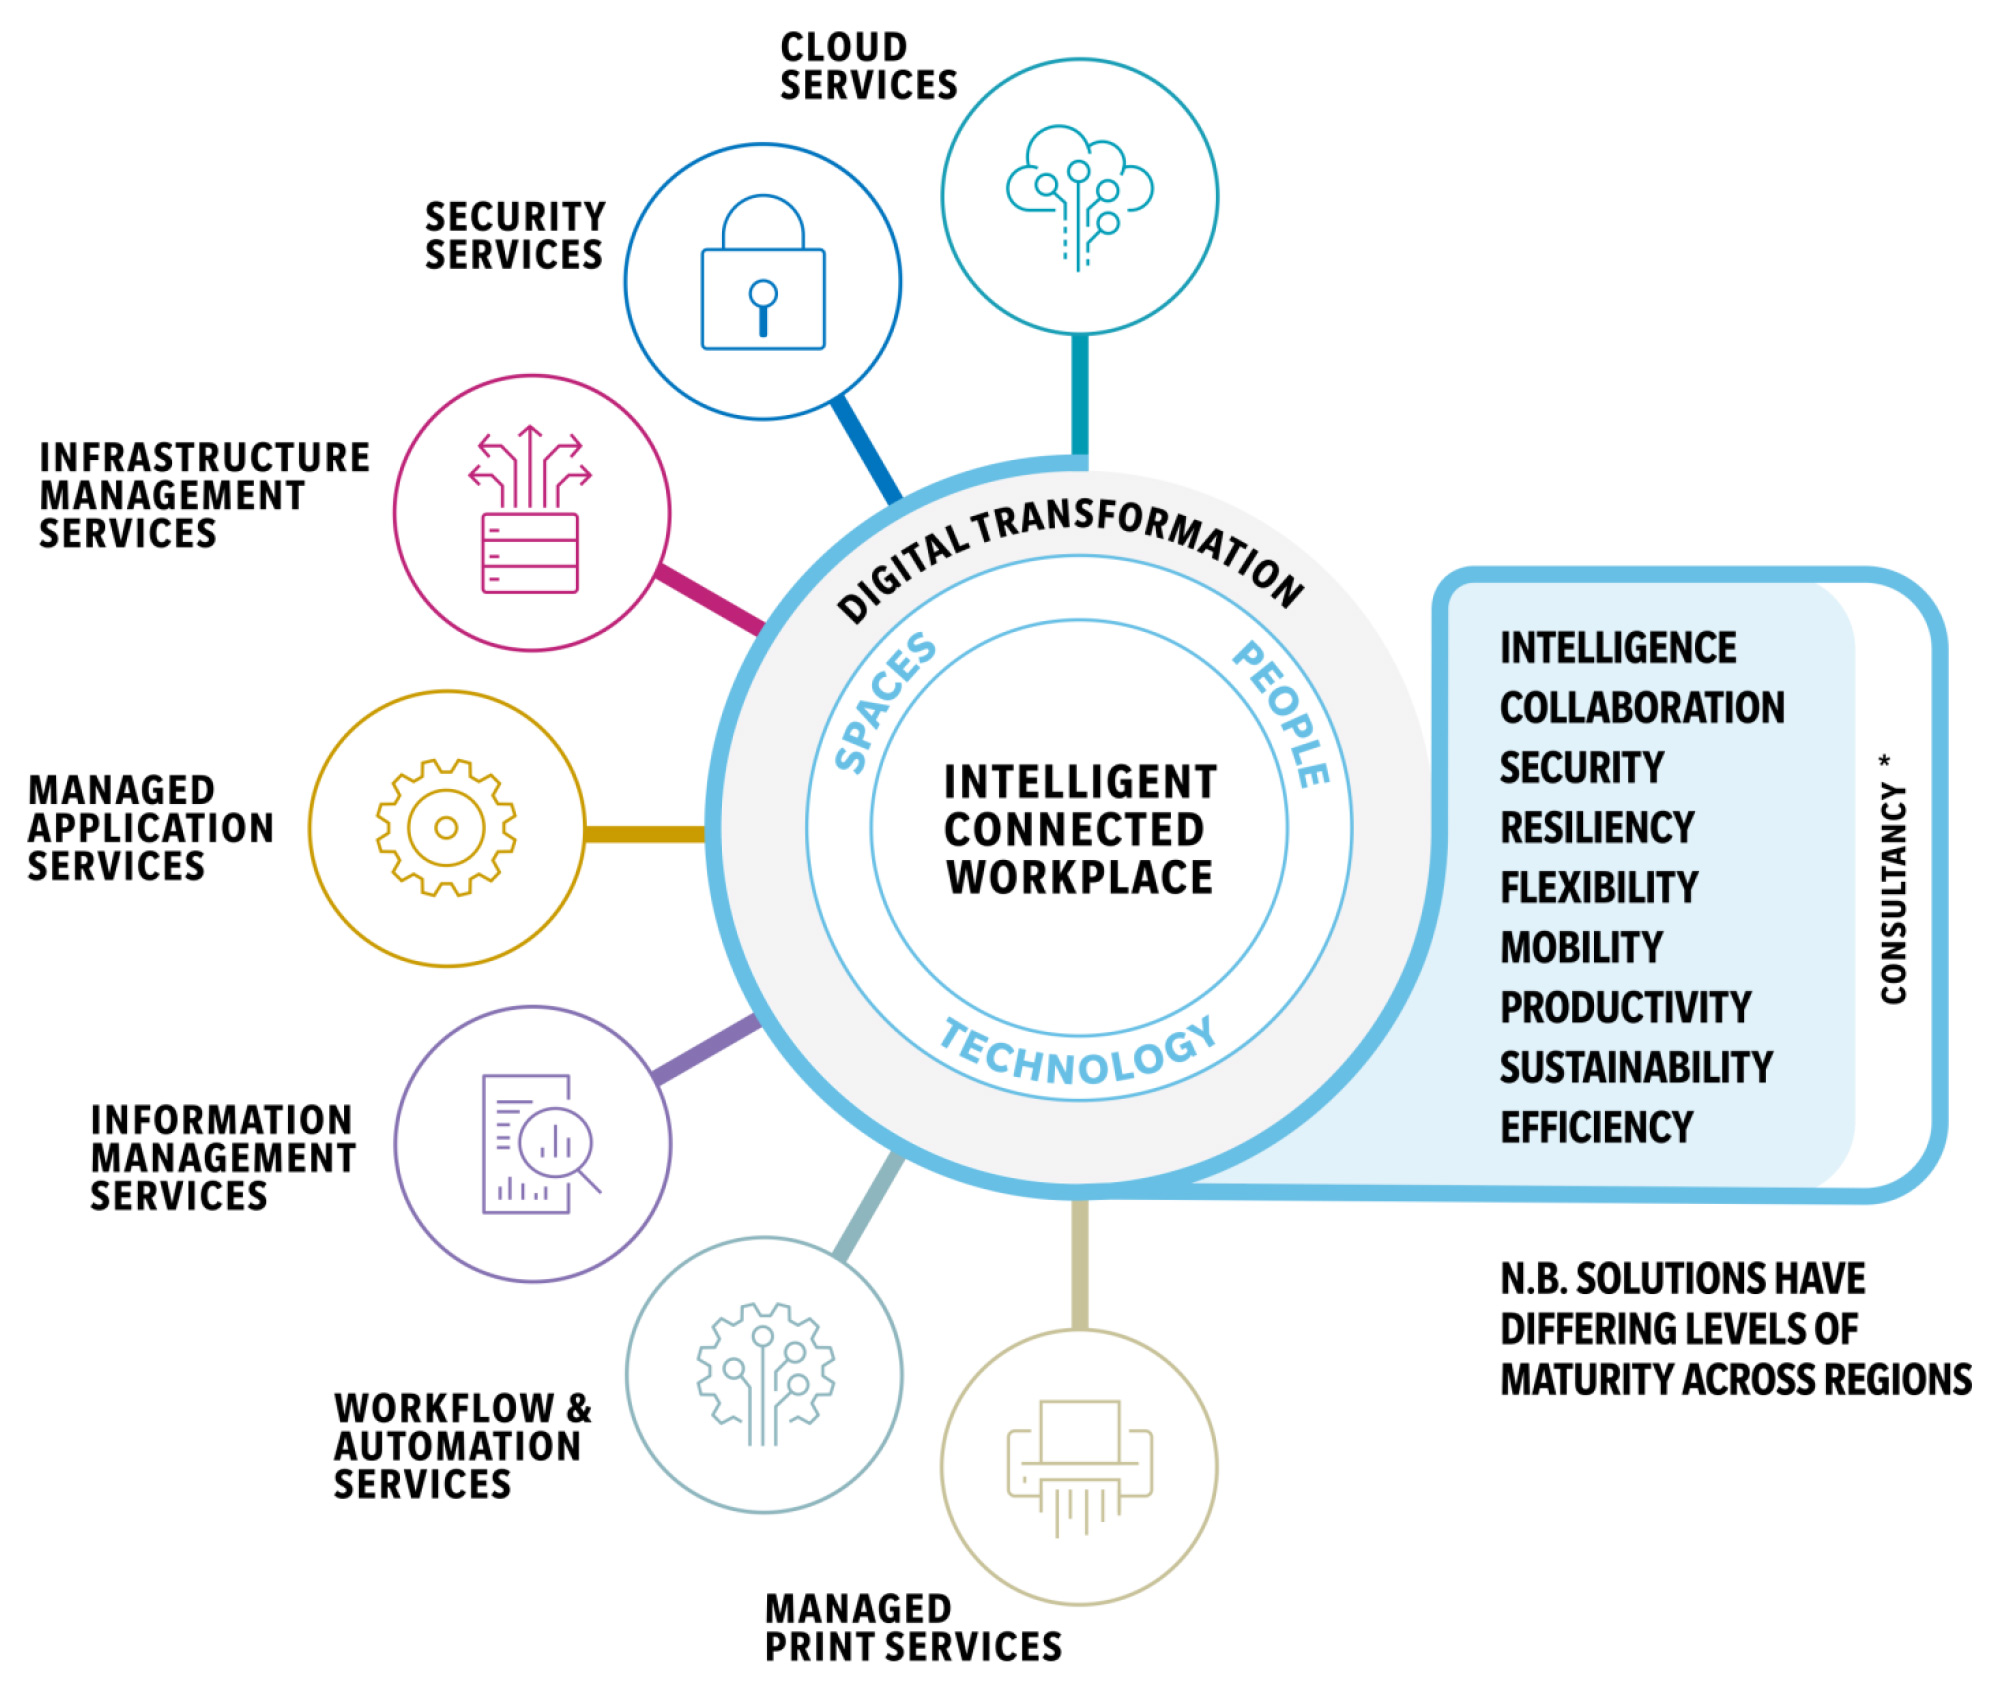 CLOUD
SERVICES
SECURITY
SERVICES
INFRASTRUCTURE
MANAGEMENT
SERVICES
MANAGED
APPLICATION
SERVICES
INFORMATION
MANAGEMENT
SERVICES
WORKFLOW &
AUTOMATION
SERVICES
MANAGED
PRINT SERVICES
DIGITAL TRANSFORMATION
SPACES
PEOPLE
TECHNOLOGY
INTELLIGENT
CONNECTED
WORKPLACE
INTELLIGENCE
COLLABORATION
SECURITY
RESILIENCY
FLEXIBILITY
MOBILITY
PRODUCTIVITY
SUSTAINABILITY
EFFICIENCY
CONSULTANCY *
N.B. SOLUTIONS HAVE
DIFFERING LEVELS OF
MATURITY ACROSS REGIONS